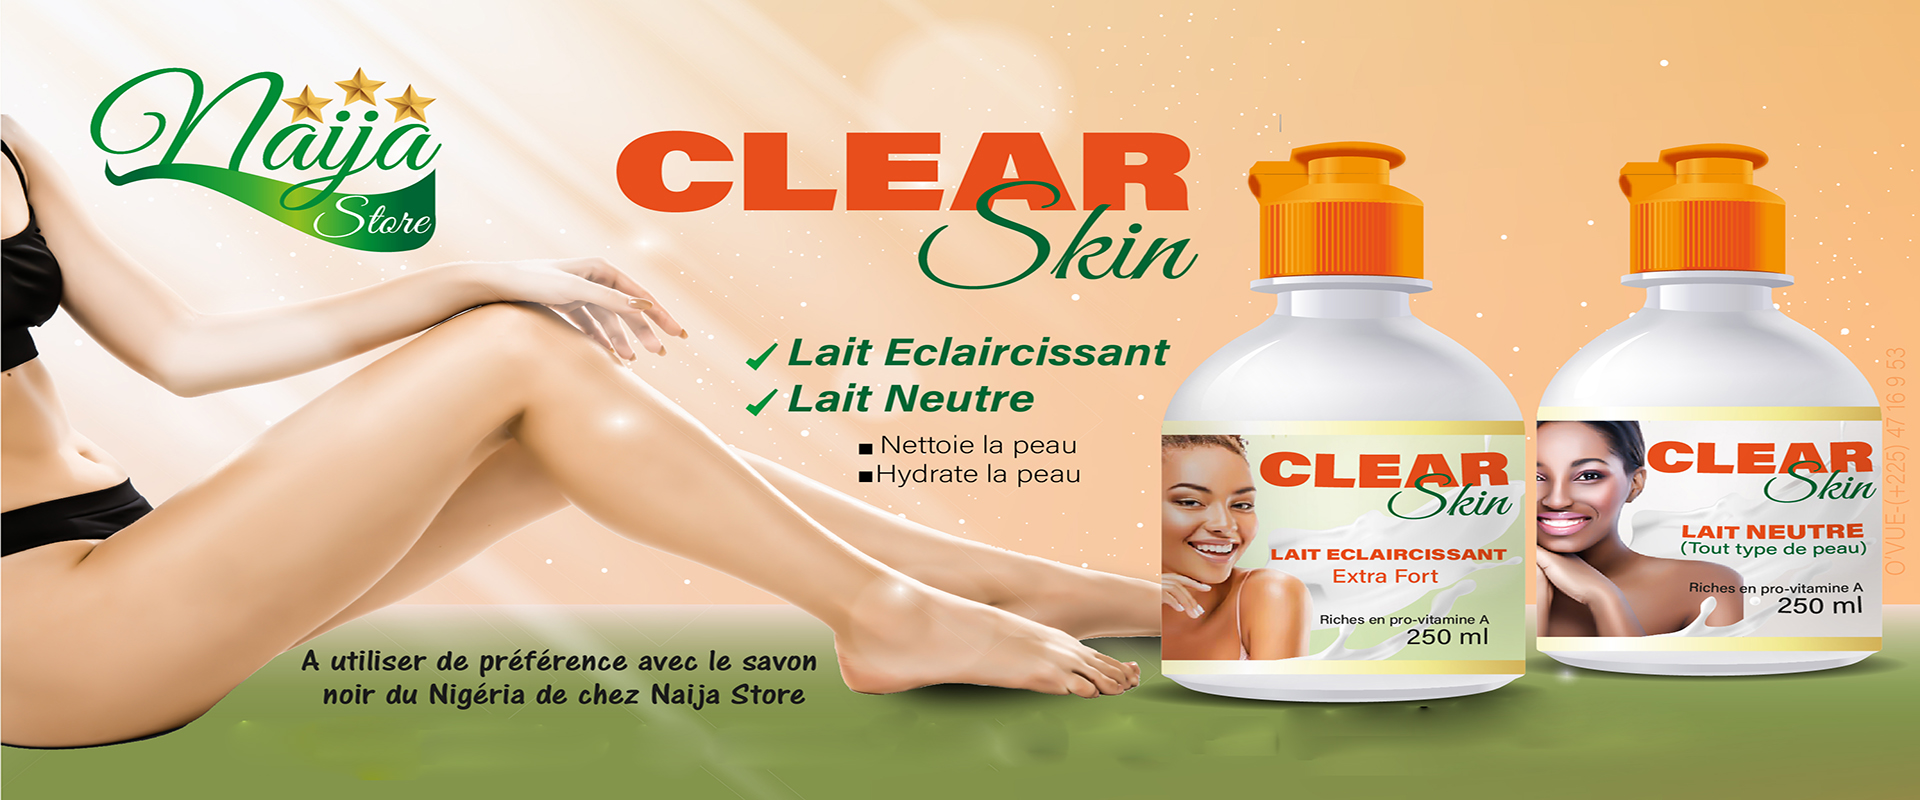 Naija
Store
CLEAR
Skin
Lait Eclaircissant
Lait Neutre
Nettoie la peau
Hydrate la peau
A utiliser de préférence avec le savon
noir du Nigéria de chez Naija Store
CLEAR
Skin
LAIT ECLAIRCISSANT
Extra Fort
Riches en pro-vitamine A
250 ml
CLEAR
Skin
LAIT NEUTRE
(Tout type de peau)
Riches en pro-vitamine A
250 ml
O'VUE-(+225) 47 16 9 53